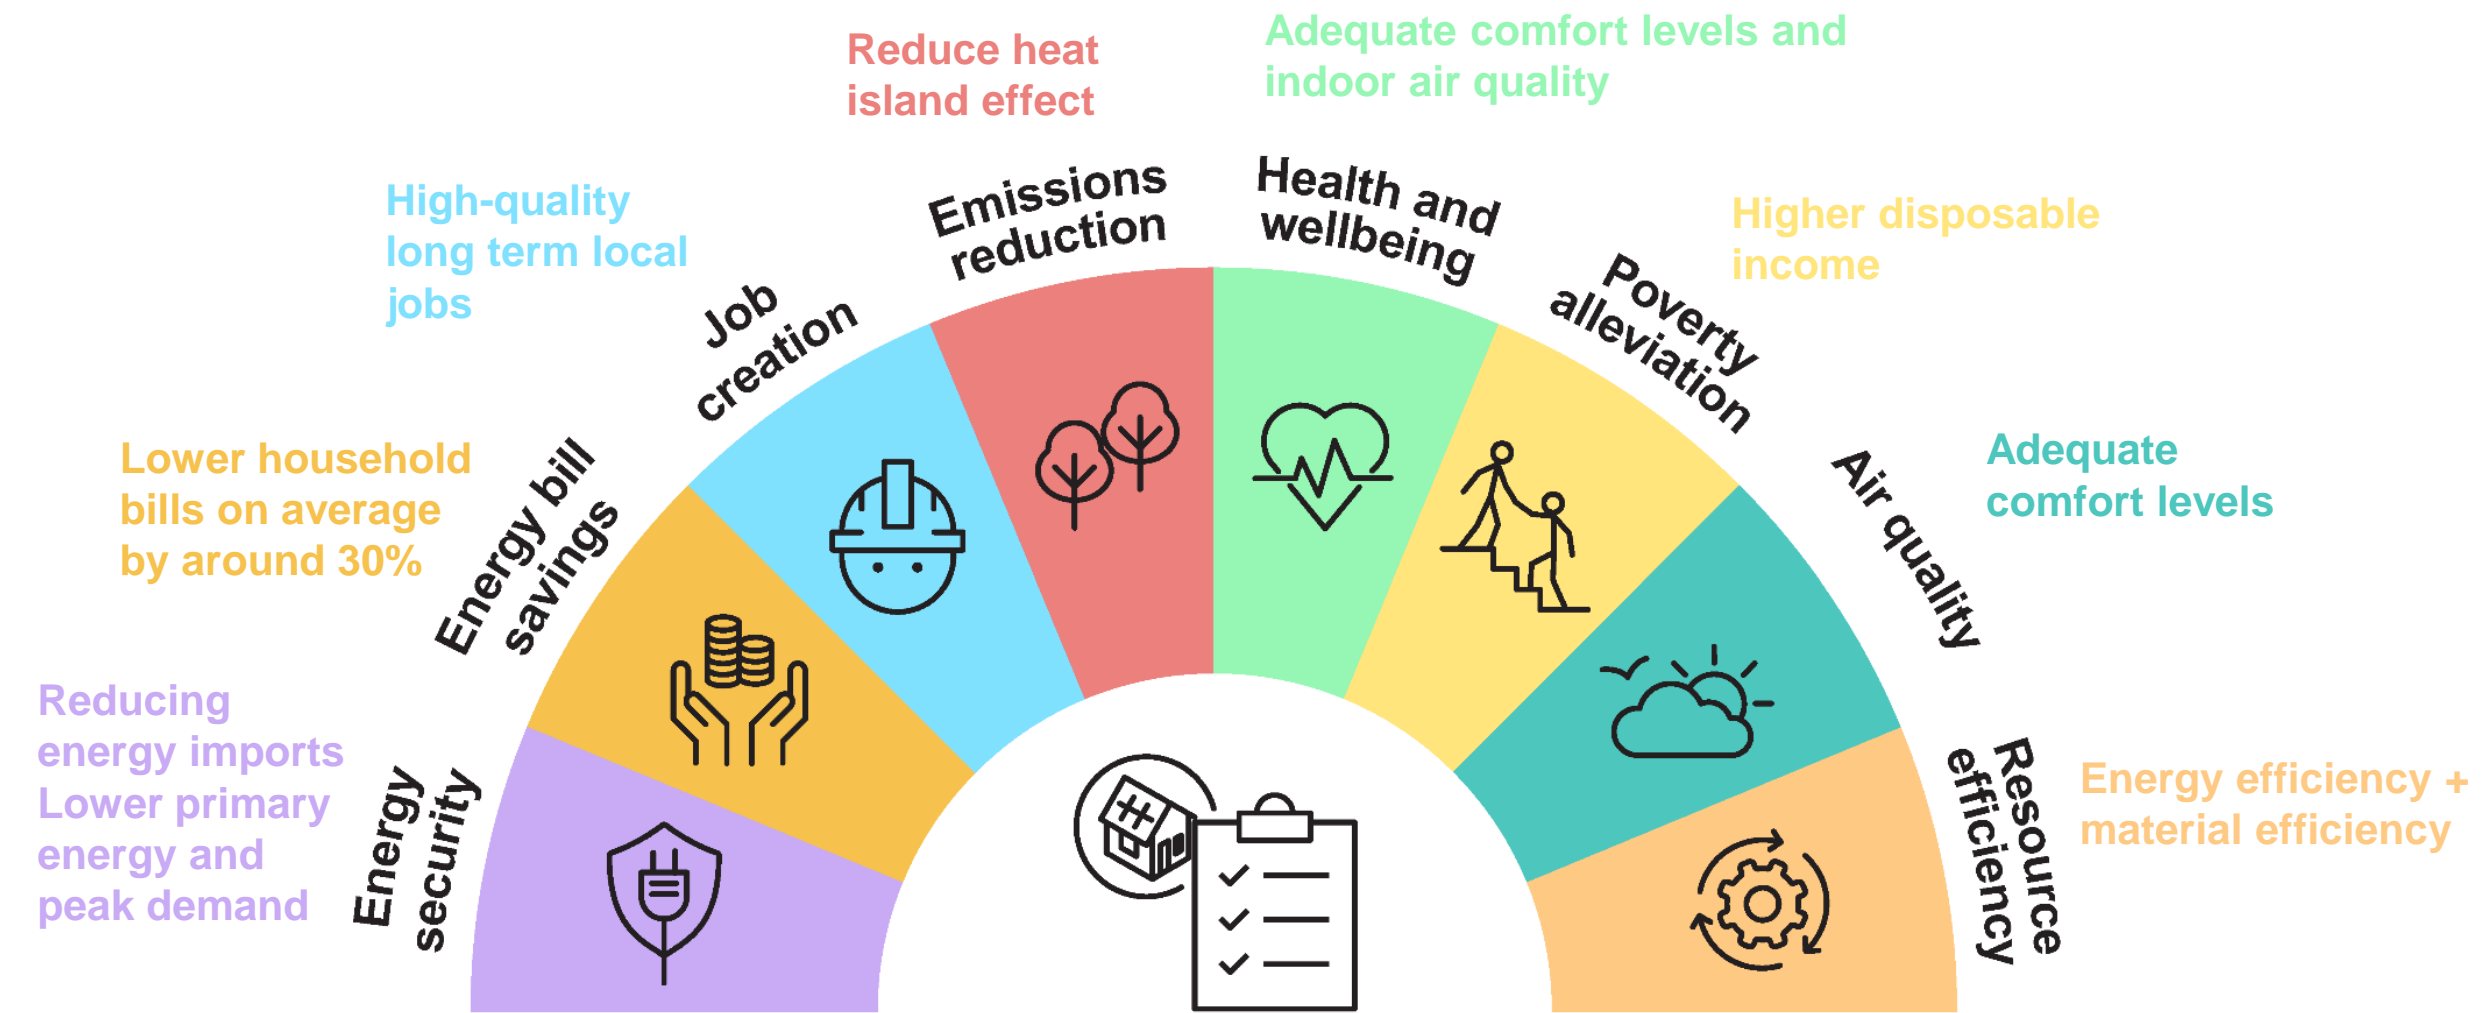 Reducing
energy imports
Lower primary
energy and
peak demand
Energy
security
Lower household
bills on average
by around 30%
Energy bill
savings
High-quality
long term local
jobs
Job
creation
Reduce heat
island effect
Emissions
reduction
Adequate comfort levels and
indoor air quality
Health and
wellbeing
Higher disposable
income
Poverty
alleviation
Adequate
comfort levels
Air quality
Energy efficiency +
material efficiency
Resource
efficiency